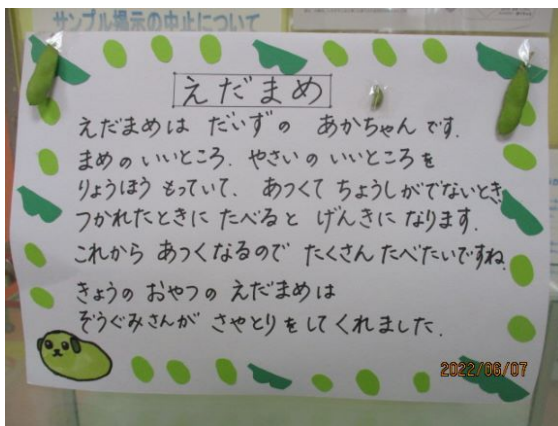 サンプル掲示の中止について
えだまめ
えだまめは だいずの あかちゃん です.
まめの いいところ. やさいの いいところを
りょうほう もっていて. あつくて ちょうしがでないとき.
つかれたときに たべると げんきに なります.
これから あつくなるので たくさん たべたいですね
きょうの おやつの えだまめは
ぞうぐみさんが さやとりを してくれました.
2022/06/07